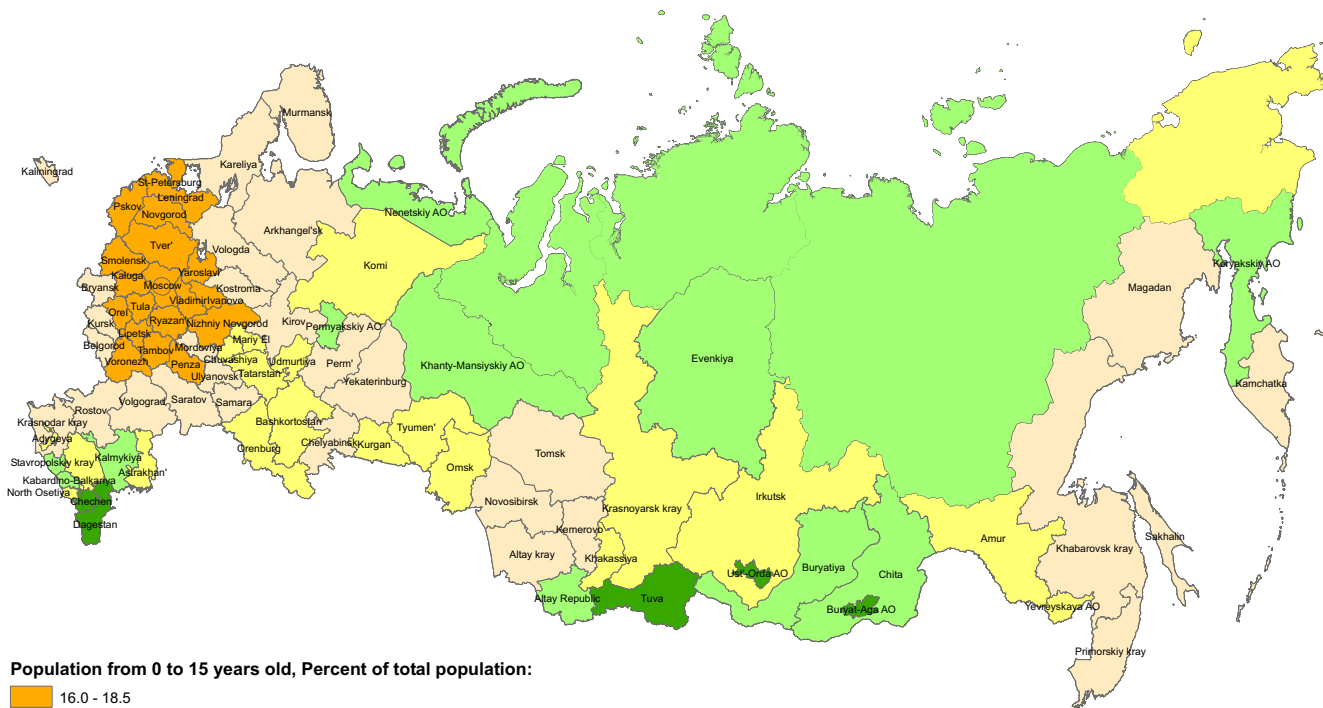 Murmansk
Kaliningrad
Kareliya
St-Petersburg
Leningrad
Pskov
Novgorod
Nenetskiy AO
Arkhangel'sk
Tver'
Vologda
Komi
Smolensk
Yaroslavl'
Kaluga
Moscow
Kostroma
Bryansk
Vladimir
Ivanovo
Koryakskiy AO
Magadan
Orel
Tula
Ryazan'
Nizhniy Novgorod
Kirov
Permyakskiy AO
Kursk
Lipetsk
Mariy El
Belgorod
Tambov
Mordoviya
Chuvashiya
Voronezh
Penza
Tatarstan
Udmurtiya
Perm'
Ulyanovsk
Yekaterinburg
Khanty-Mansiyskiy AO
Evenkiya
Kamchatka
Volgograd
Saratov
Samara
Rostov
Krasnodar kray
Bashkortostan
Tyumen'
Adygeya
Chelyabinsk
Kurgan
Orenburg
Tomsk
Stavropolskiy kray
Kalmykiya
Astrakhan'
Omsk
Kabardino-Balkariya
North Osetiya
Chechen
Novosibirsk
Irkutsk
Krasnoyarsk kray
Dagestan
Kemerovo
Amur
Sakhalin
Altay kray
Khakassiya
Khabarovsk kray
Ust'-Orda AO
Buryatiya
Chita
Altay Republic
Tuva
Buryat-Aga AO
Yevreyskaya AO
Primorskiy kray
Population from 0 to 15 years old, Percent of total population:
16.0 - 18.5